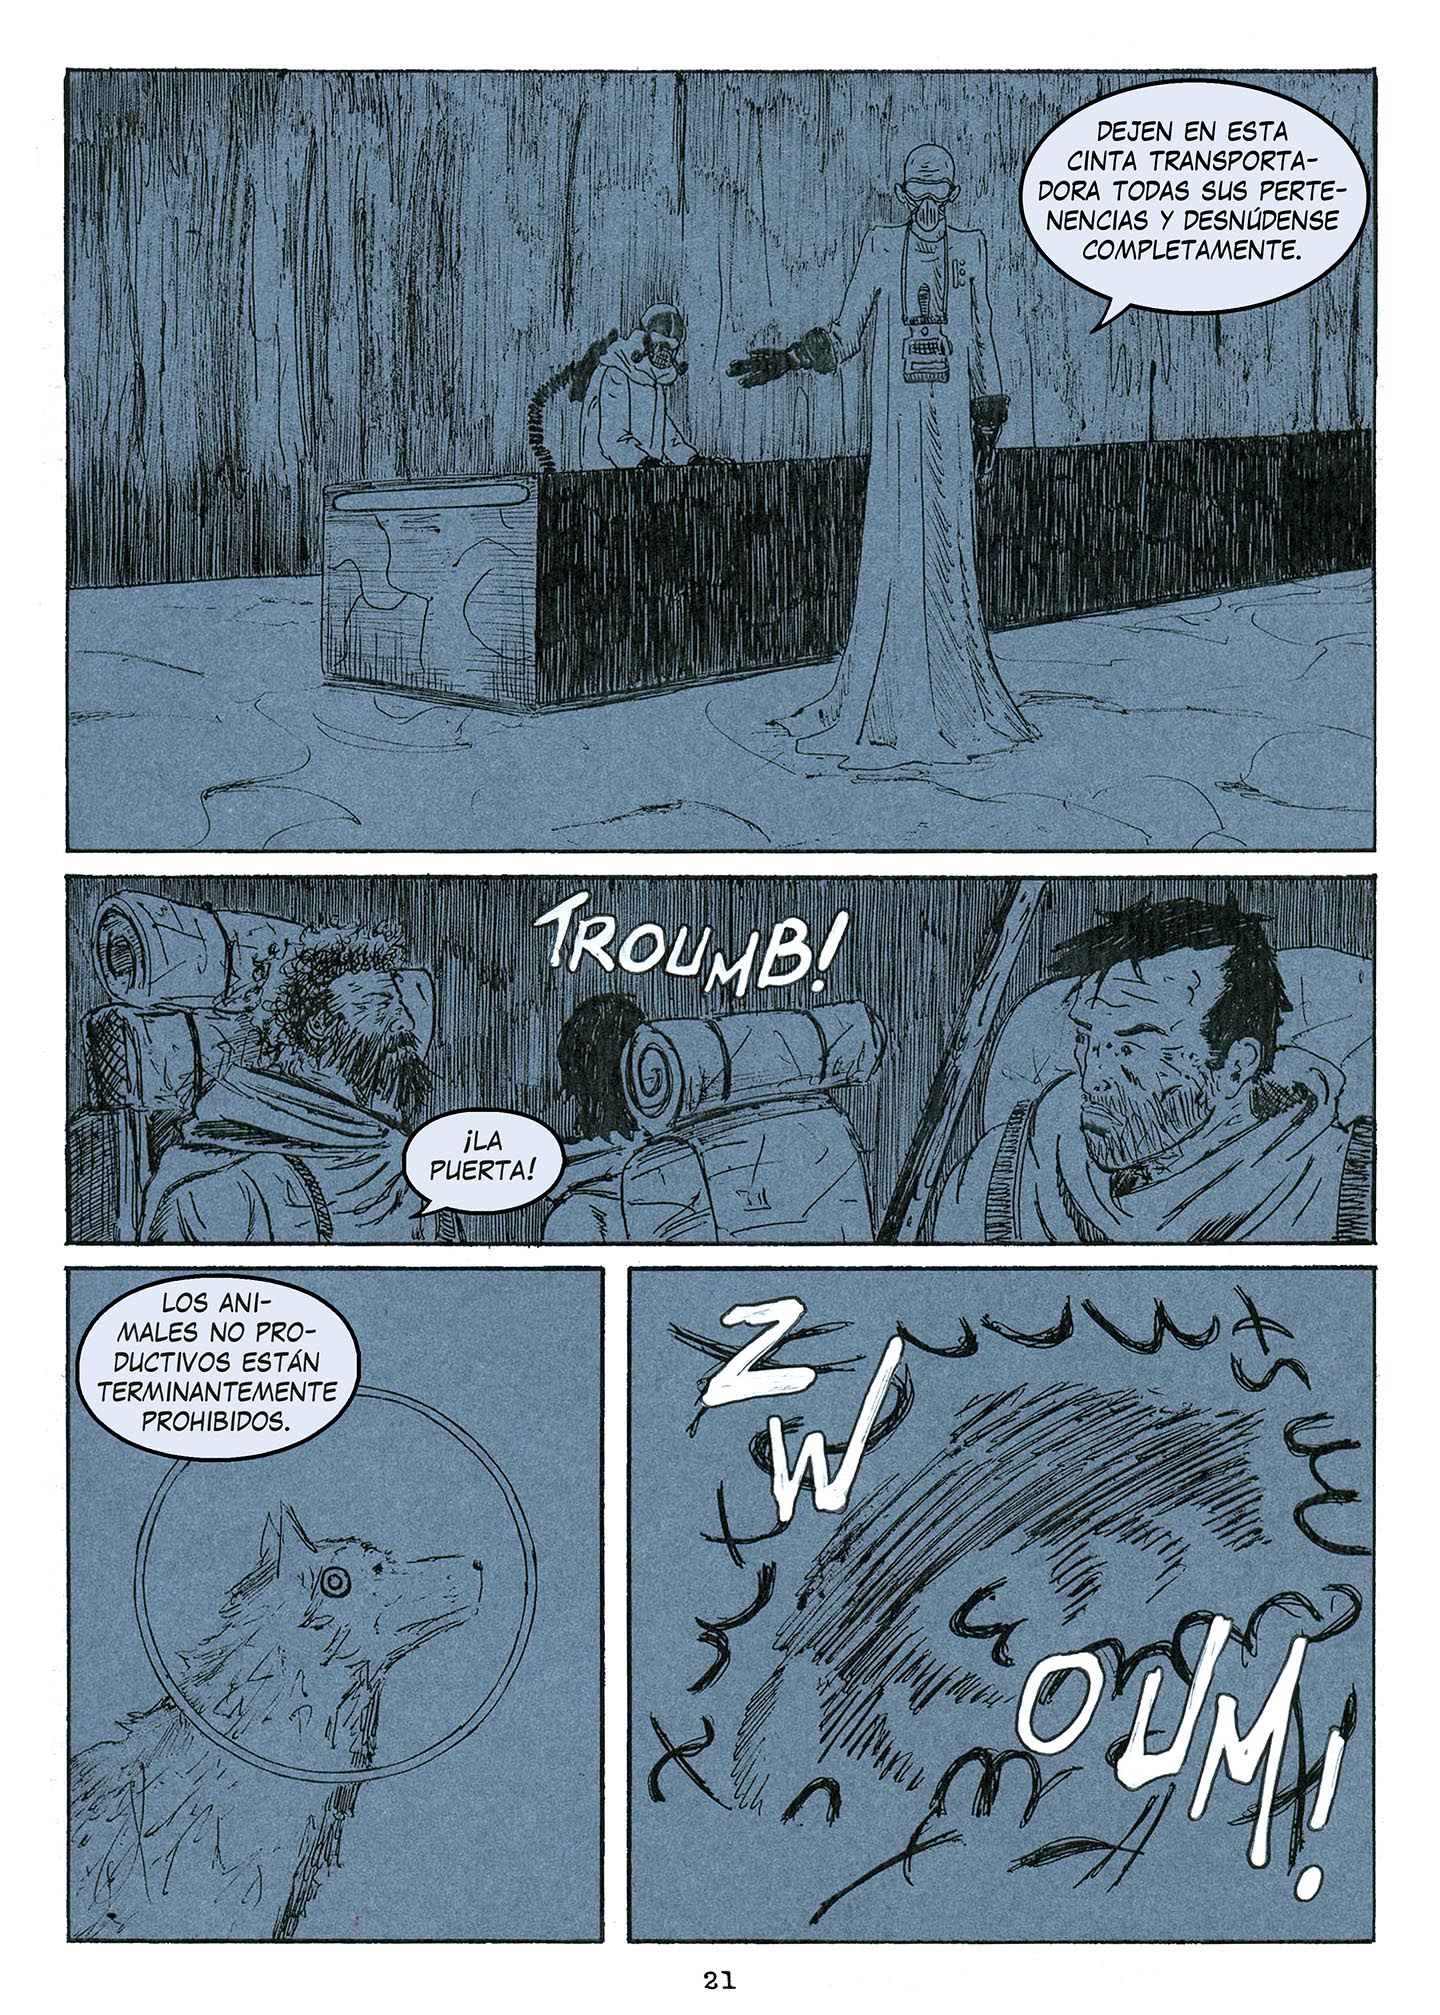 DEJEN EN ESTA
CINTA TRANSPORTA-
DORA TODAS SUS PERTE-
NENCIAS Y DESNÚDENSE
COMPLETAMENTE.
TROUMB!
¡LA
PUERTA!
LOS ANI-
MALES NO PRO-
DUCTIVOS ESTÁN
TERMINANTEMENTE
PROHIBIDOS.
ZWOUM!
21